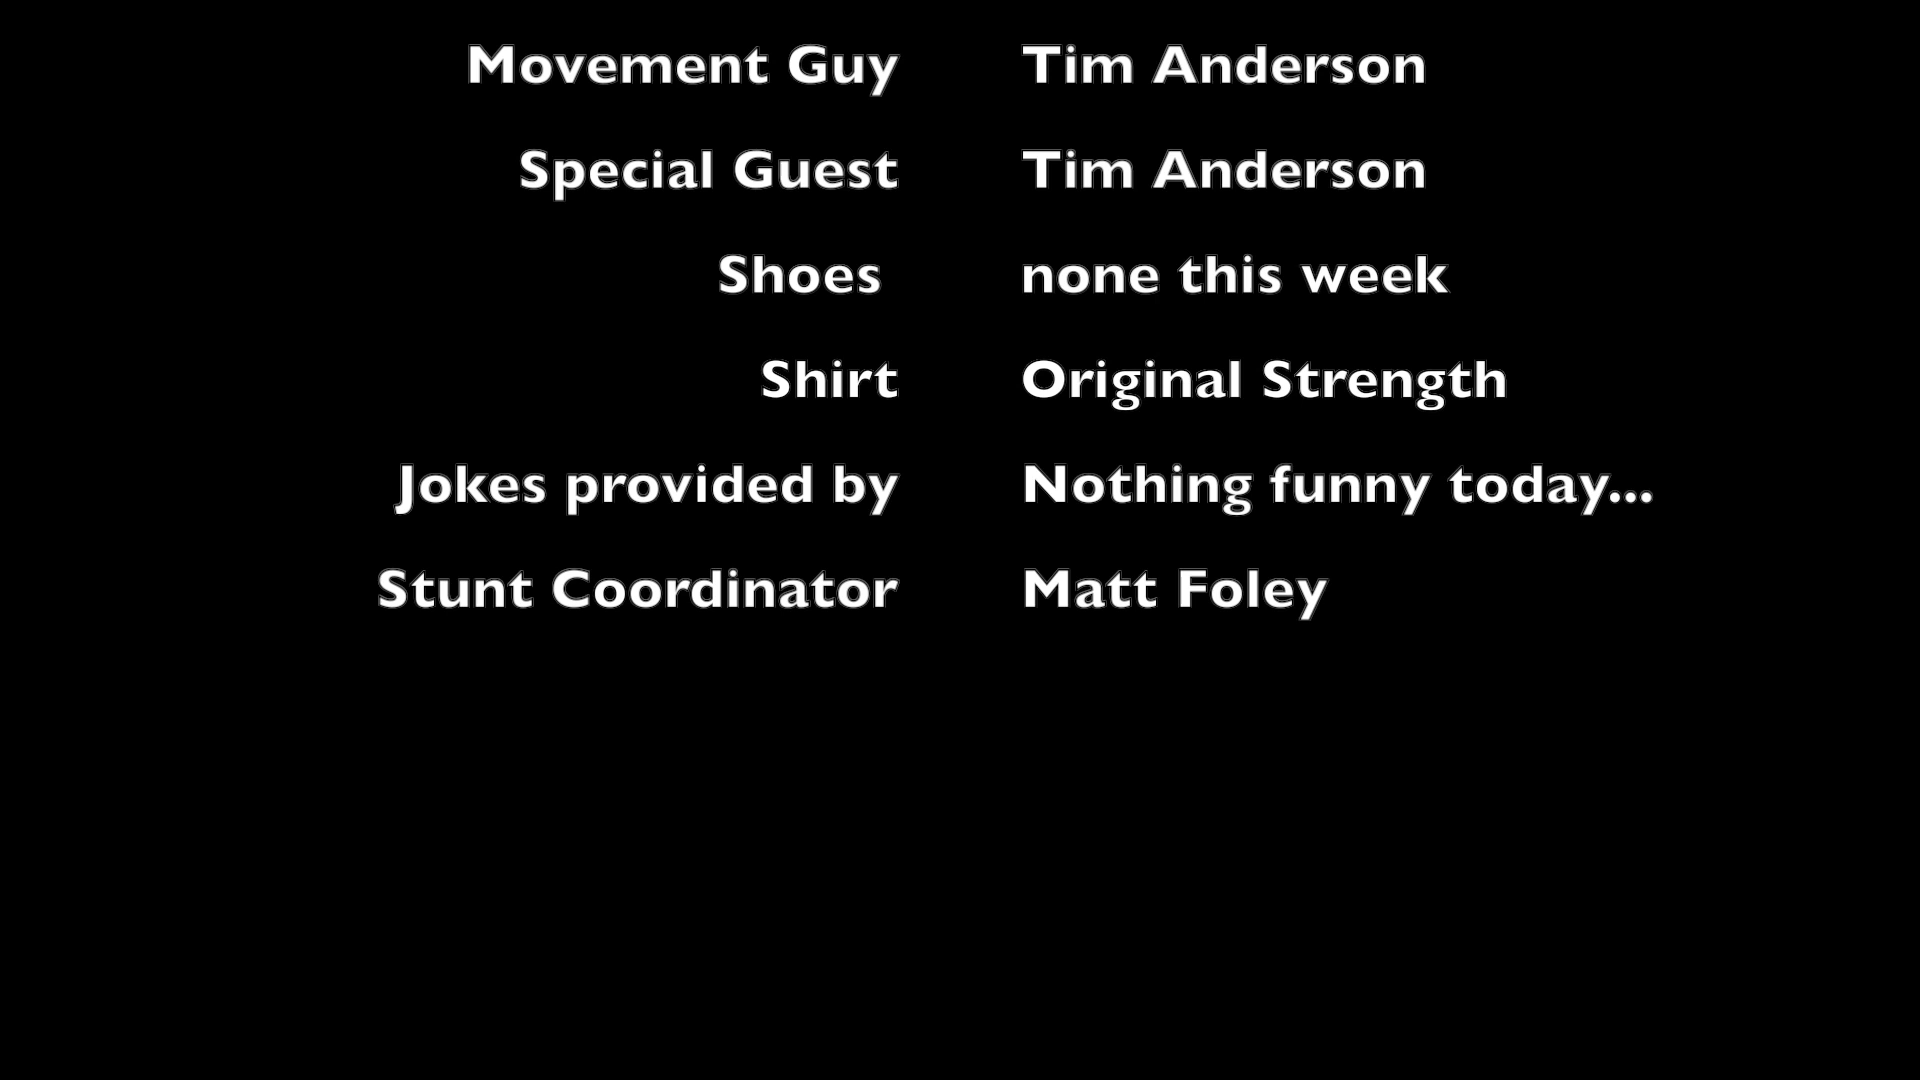 Movement Guy Tim Anderson
Special Guest Tim Anderson
Shoes none this week
Shirt Original Strength
Jokes provided by Nothing funny today...
Stunt Coordinator Matt Foley